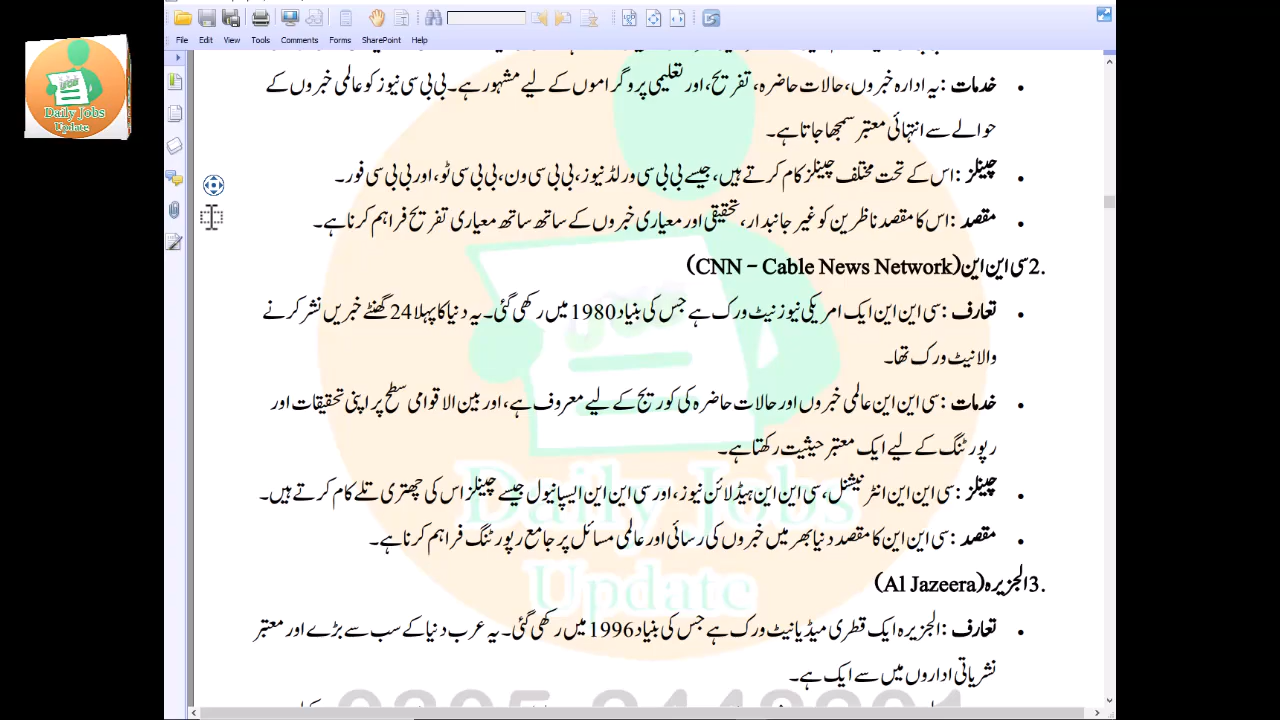 File Edit View Tools Comments Forms SharePoint Help
Daily Jobs
Update
خدمات: یہ ادارہ خبروں، حالات حاضرہ، تفریح، اور تعلیمی پروگراموں کے لیے مشہور ہے۔ بی بی سی نیوز کو عالمی خبروں کے
حوالے سے انتہائی معتبر سمجھا جاتا ہے۔
چینلز: اس کے تحت مختلف چینلز کام کرتے ہیں، جیسے بی بی سی ورلڈ نیوز، بی بی سی ون، بی بی سی ٹو، اور بی بی سی فور۔
مقصد: اس کا مقصد ناظرین کو غیر جانبدار، تحقیقی اور معیاری خبروں کے ساتھ ساتھ معیاری تفریح فراہم کرنا ہے۔
2. سی این این (CNN – Cable News Network)
تعارف: سی این این ایک امریکی نیوز نیٹ ورک ہے جس کی بنیاد 1980 میں رکھی گئی۔ یہ دنیا کا پہلا 24 گھنٹے خبریں نشر کرنے
والا نیٹ ورک تھا۔
خدمات: سی این این عالمی خبروں اور حالات حاضرہ کی کوریج کے لیے معروف ہے، اور بین الاقوامی سطح پر اپنی تحقیقات اور
رپورٹنگ کے لیے ایک معتبر حیثیت رکھتا ہے۔
چینلز: سی این این انٹرنیشنل، سی این این ہیڈلائن نیوز، اور سی این این ایسپانیول جیسے چینلز اس کی چھتری تلے کام کرتے ہیں۔
مقصد: سی این این کا مقصد دنیا بھر میں خبروں کی رسائی اور عالمی مسائل پر جامع رپورٹنگ فراہم کرنا ہے۔
3. الجزیرہ (Al Jazeera)
تعارف: الجزیرہ ایک قطری میڈیا نیٹ ورک ہے جس کی بنیاد 1996 میں رکھی گئی۔ یہ عرب دنیا کے سب سے بڑے اور معتبر
نشریاتی اداروں میں سے ایک ہے۔
Daily Jobs
Update